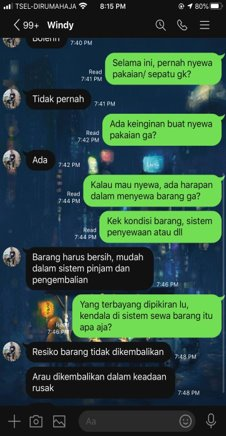 TSEL-DIRUMAHAJA
8:15 PM
80%
99+ Windy
Bolehh
7:40 PM
Selama ini, pernah nyewa
pakaian/ sepatu gk?
Read
7:41 PM
Tidak pernah
7:41 PM
Ada keinginan buat nyewa
pakaian ga?
Read
7:42 PM
Ada
7:42 PM
Kalau mau nyewa, ada harapan
dalam menyewa barang ga?
Read
7:44 PM
Kek kondisi barang, sistem
penyewaan atau dll
Read
7:44 PM
Barang harus bersih, mudah
dalam sistem pinjam dan
pengembalian
7:46 PM
Yang terbayang dipikiran lu,
kendala di sistem sewa barang itu
apa aja?
Read
7:46 PM
Resiko barang tidak dikembalikan
7:48 PM
Arau dikembalikan dalam keadaan
rusak
7:48 PM
Aa